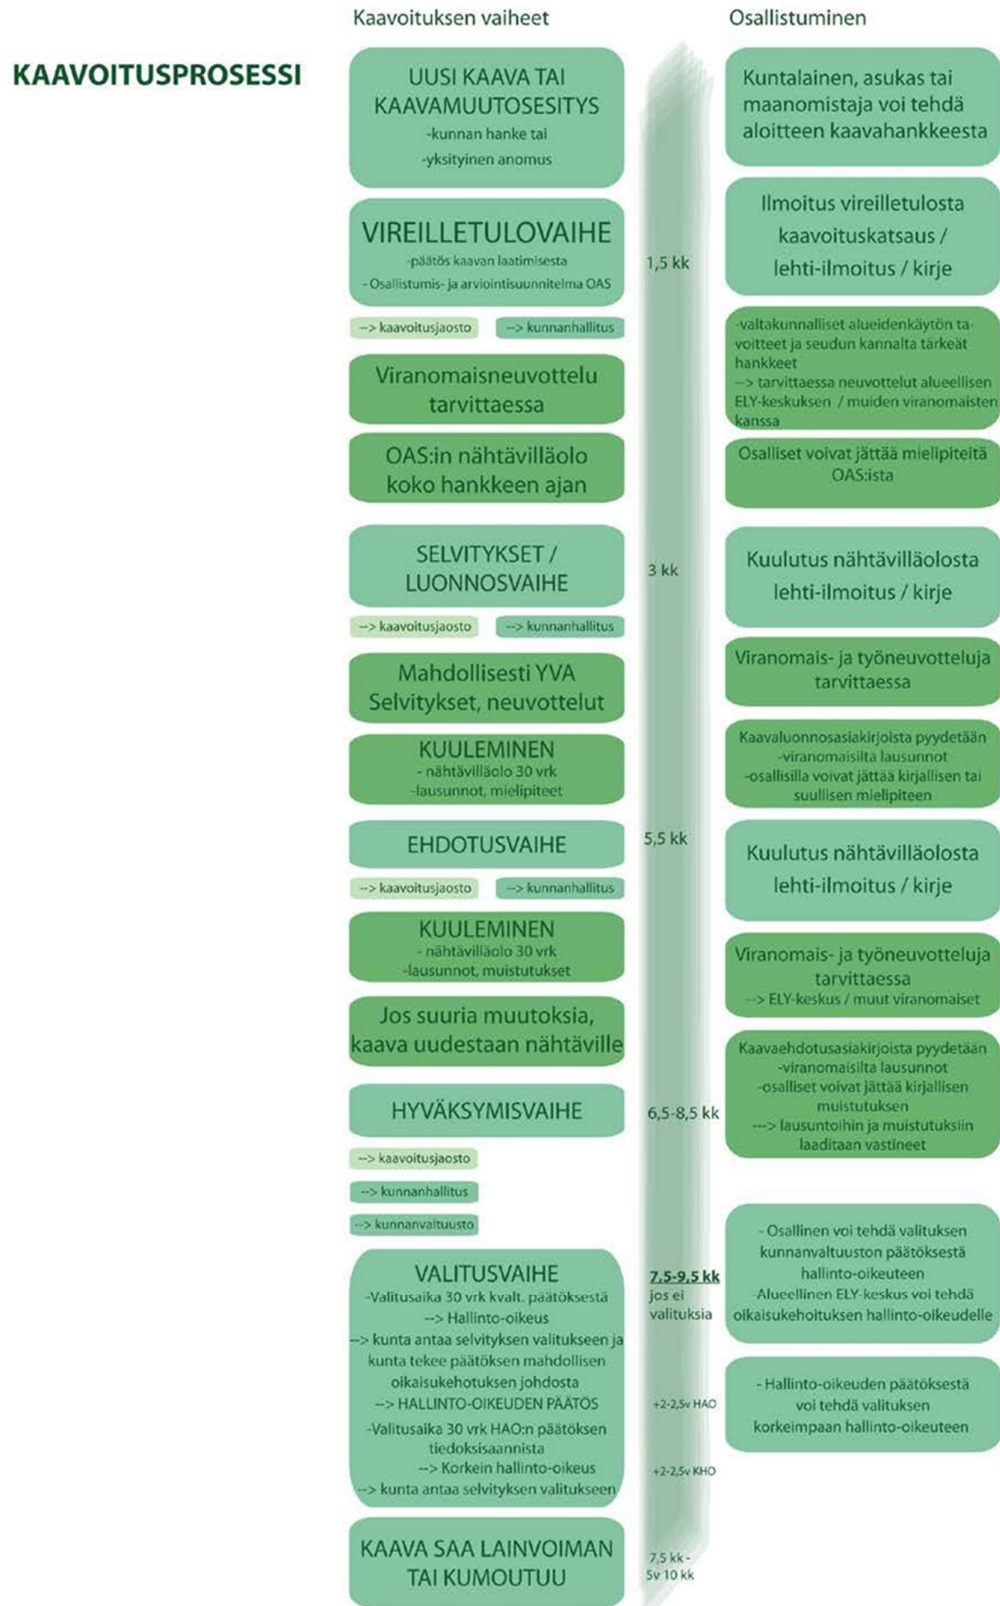 Kaavoituksen vaiheet
Osallistuminen
KAAVOITUSPROSESSI
UUSI KAAVA TAI
KAAVAMUUTOSESITYS
-kunnan hanke tai
-yksityinen anomus
Kuntalainen, asukas tai
maanomistaja voi tehdä
aloitteen kaavahankkeesta
VIREILLETULOVAIHE
-päätös kaavan laatimisesta
- Osallistumis- ja arviointisuunnitelma OAS
1,5 kk
Ilmoitus vireilletulosta
kaavoituskatsaus /
lehti-ilmoitus / kirje
--> kaavoitusjaosto
--> kunnanhallitus
-valtakunnalliset alueidenkäytön ta-
voitteet ja seudun kannalta tärkeät
hankkeet
--> tarvittaessa neuvottelut alueellisen
ELY-keskuksen / muiden viranomaisten
kanssa
Viranomaisneuvottelu
tarvittaessa
OAS:in nähtävilläolo
koko hankkeen ajan
Osalliset voivat jättää mielipiteitä
OAS:ista
SELVITYKSET /
LUONNOSVAIHE
3 kk
Kuulutus nähtävilläolosta
lehti-ilmoitus / kirje
--> kaavoitusjaosto
--> kunnanhallitus
Mahdollisesti YVA
Selvitykset, neuvottelut
Viranomais- ja työneuvotteluja
tarvittaessa
KUULEMINEN
- nähtävilläolo 30 vrk
-lausunnot, mielipiteet
Kaavaluonnosasiakirjoista pyydetään
-viranomaisilta lausunnot
-osallisilla voivat jättää kirjallisen tai
suullisen mielipiteen
EHDOTUSVAIHE
5,5 kk
Kuulutus nähtävilläolosta
lehti-ilmoitus / kirje
--> kaavoitusjaosto
--> kunnanhallitus
KUULEMINEN
- nähtävilläolo 30 vrk
-lausunnot, muistutukset
Viranomais- ja työneuvotteluja
tarvittaessa
--> ELY-keskus / muut viranomaiset
Jos suuria muutoksia,
kaava uudestaan nähtäville
Kaavaehdotusasiakirjoista pyydetään
-viranomaisilta lausunnot
-osalliset voivat jättää kirjallisen
muistutuksen
---> lausuntoihin ja muistutuksiin
laaditaan vastineet
HYVÄKSYMISVAIHE
6,5-8,5 kk
--> kaavoitusjaosto
--> kunnanhallitus
--> kunnanvaltuusto
- Osallinen voi tehdä valituksen
kunnanvaltuuston päätöksestä
hallinto-oikeuteen
-Alueellinen ELY-keskus voi tehdä
oikaisukehoituksen hallinto-oikeudelle
VALITUSVAIHE
-Valitusaika 30 vrk kvalt. päätöksestä
--> Hallinto-oikeus
--> kunta antaa selvityksen valitukseen ja
kunta tekee päätöksen mahdollisen
oikaisukehotuksen johdosta
--> HALLINTO-OIKEUDEN PÄÄTÖS
-Valitusaika 30 vrk HAO:n päätöksen
tiedoksisaannista
--> Korkein hallinto-oikeus
--> kunta antaa selvityksen valitukseen
7,5-9,5 kk
jos ei
valituksia
+2-2,5v HAO
+2-2,5v KHO
- Hallinto-oikeuden päätöksestä
voi tehdä valituksen
korkeimpaan hallinto-oikeuteen
KAAVA SAA LAINVOIMAN
TAI KUMOUTUU
7,5 kk -
5v 10 kk